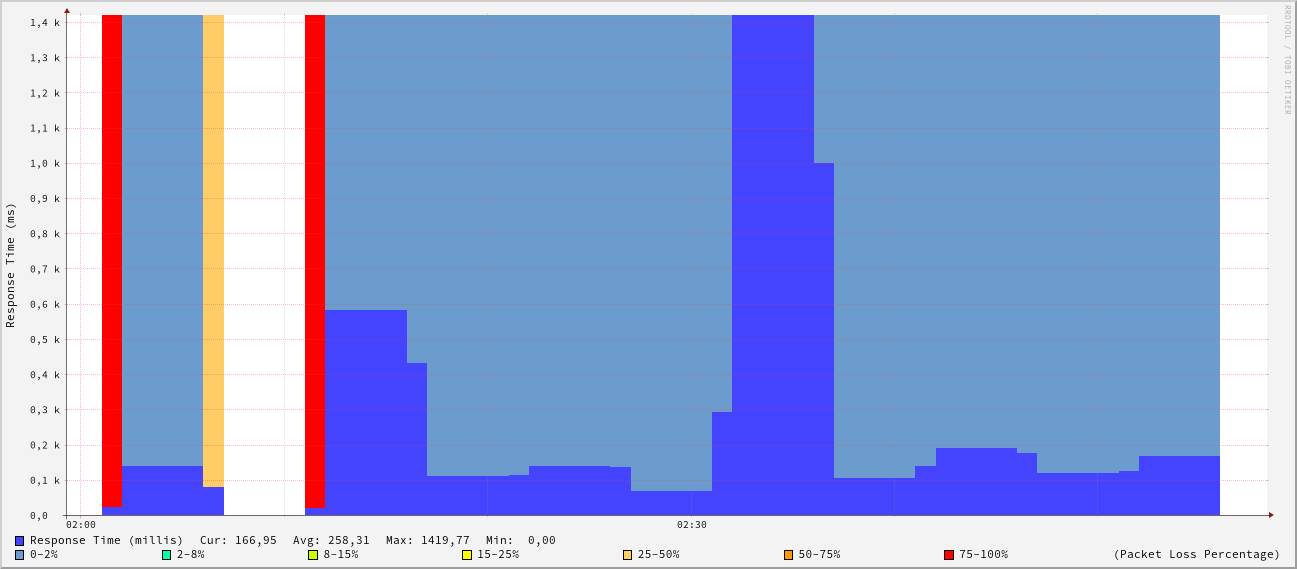 RRDTOOL / TOBI OETIKER
Response Time (ms)
1,4 k
1,3 k
1,2 k
1,1 k
1,0 k
0,9 k
0,8 k
0,7 k
0,6 k
0,5 k
0,4 k
0,3 k
0,2 k
0,1 k
0,0
02:00 02:30
Response Time (millis) Cur: 166,95 Avg: 258,31 Max: 1419,77 Min: 0,00
0-2% 2-8% 8-15% 15-25% 25-50% 50-75% 75-100% (Packet Loss Percentage)